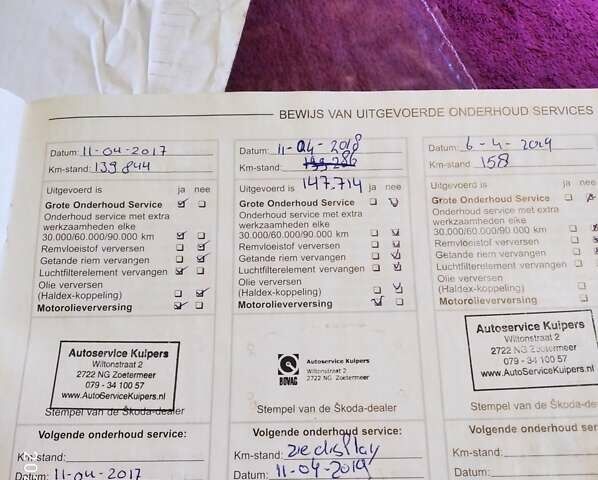 BEWIJS VAN UITGEVOERDE ONDERHOUD SERVICES
Datum: 11-04-2017
Km-stand: 139844
Uitgevoerd is ja nee
Grote Onderhoud Service
Onderhoud service met extra
werkzaamheden elke
30.000/60.000/90.000 km
Remvloeistof verversen
Getande riem vervangen
Luchtfilterelement vervangen
Olie verversen
(Haldex-koppeling)
Motorolieverversing
Autoservice Kuipers
Wiltonstraat 2
2722 NG Zoetermeer
079 - 34 100 57
www.AutoServiceKuipers.nl
Stempel van de Škoda-dealer
Volgende onderhoud service:
Km-stand:
Datum: 11-04-2017
Datum: 11-04-2018
Km-stand:
147.714
Uitgevoerd is ja nee
Grote Onderhoud Service
Onderhoud service met extra
werkzaamheden elke
30.000/60.000/90.000 km
Remvloeistof verversen
Getande riem vervangen
Luchtfilterelement vervangen
Olie verversen
(Haldex-koppeling)
Motorolieverversing
BOVAG
Autoservice Kuipers
Wiltonstraat 2
2722 NG Zoetermeer
Stempel van de Škoda-dealer
Volgende onderhoud service:
Km-stand: zie display
Datum: 11-04-2019
Datum: 6-4-2019
Km-stand: 158
Uitgevoerd is ja nee
Grote Onderhoud Service
Onderhoud service met extra
werkzaamheden elke
30.000/60.000/90.000 km
Remvloeistof verversen
Getande riem vervangen
Luchtfilterelement vervangen
Olie verversen
(Haldex-koppeling)
Motorolieverversing
Autoservice Kuipers
Wiltonstraat 2
2722 NG Zoetermeer
079 - 34 100 57
www.AutoServiceKuipers.nl
Stempel van de Škoda-dealer
Volgende onderhoud service:
Km-stand:
Datum: